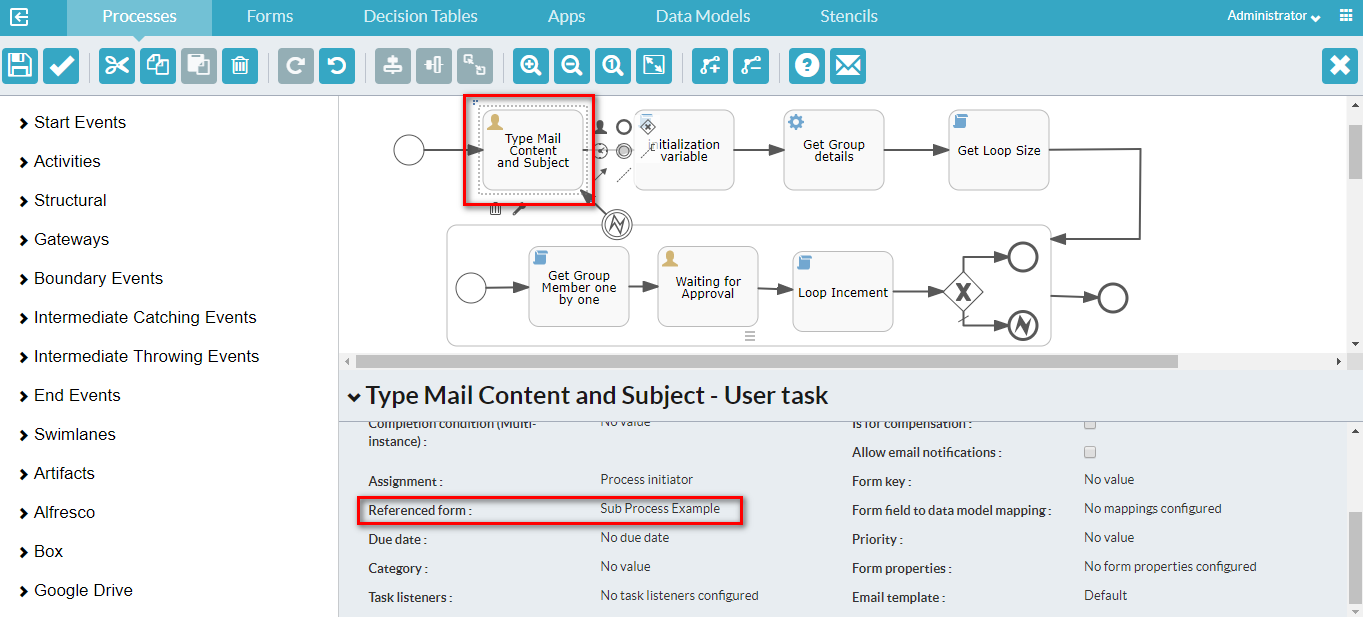 Processes
Forms
Decision Tables
Apps
Data Models
Stencils
Administrator
Start Events
Activities
Structural
Gateways
Boundary Events
Intermediate Catching Events
Intermediate Throwing Events
End Events
Swimlanes
Artifacts
Alfresco
Box
Google Drive
Type Mail
Content
and Subject
Initialization
variable
Get Group
details
Get Loop Size
Get Group
Member one
by one
Waiting for
Approval
Loop Incement
X
Type Mail Content and Subject - User task
Completion condition (Multi-
instance) :
No value
Is for compensation :
Allow email notifications :
Assignment :
Process initiator
Form key :
No value
Referenced form :
Sub Process Example
Form field to data model mapping :
No mappings configured
Due date :
No due date
Priority :
No value
Category :
No value
Form properties :
No form properties configured
Task listeners :
No task listeners configured
Email template :
Default